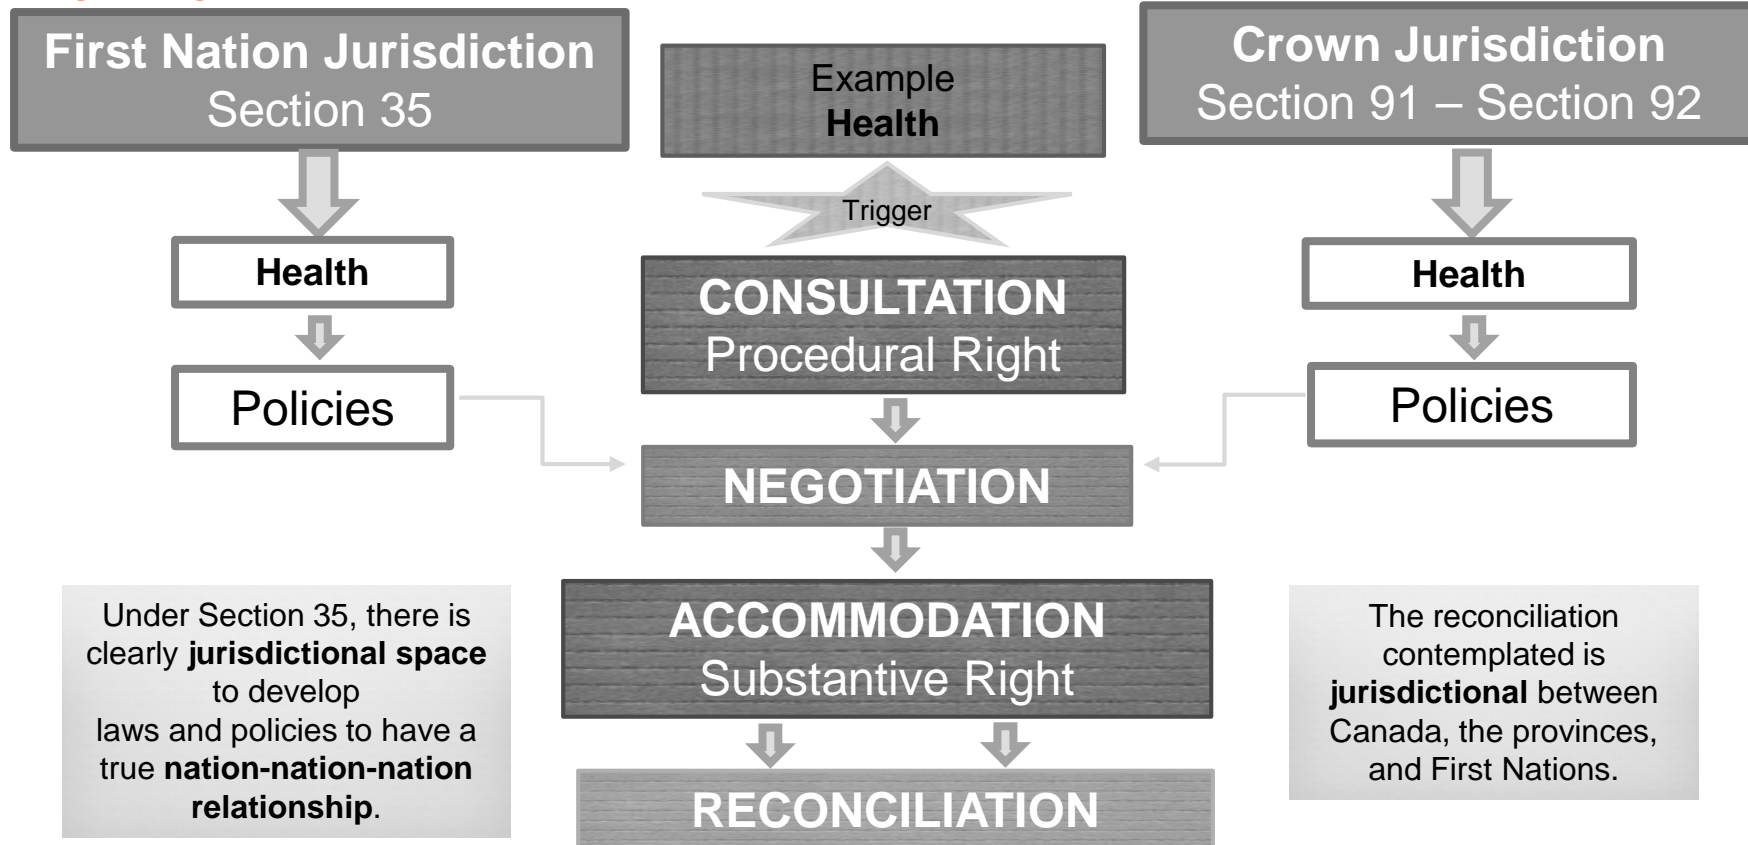 First Nation Jurisdiction
Section 35
Example
Health
Crown Jurisdiction
Section 91 – Section 92
Trigger
Health
CONSULTATION
Procedural Right
Health
Policies
Policies
NEGOTIATION
ACCOMMODATION
Substantive Right
Under Section 35, there is
clearly jurisdictional space
to develop
laws and policies to have a
true nation-nation-nation
relationship.
The reconciliation
contemplated is
jurisdictional between
Canada, the provinces,
and First Nations.
RECONCILIATION